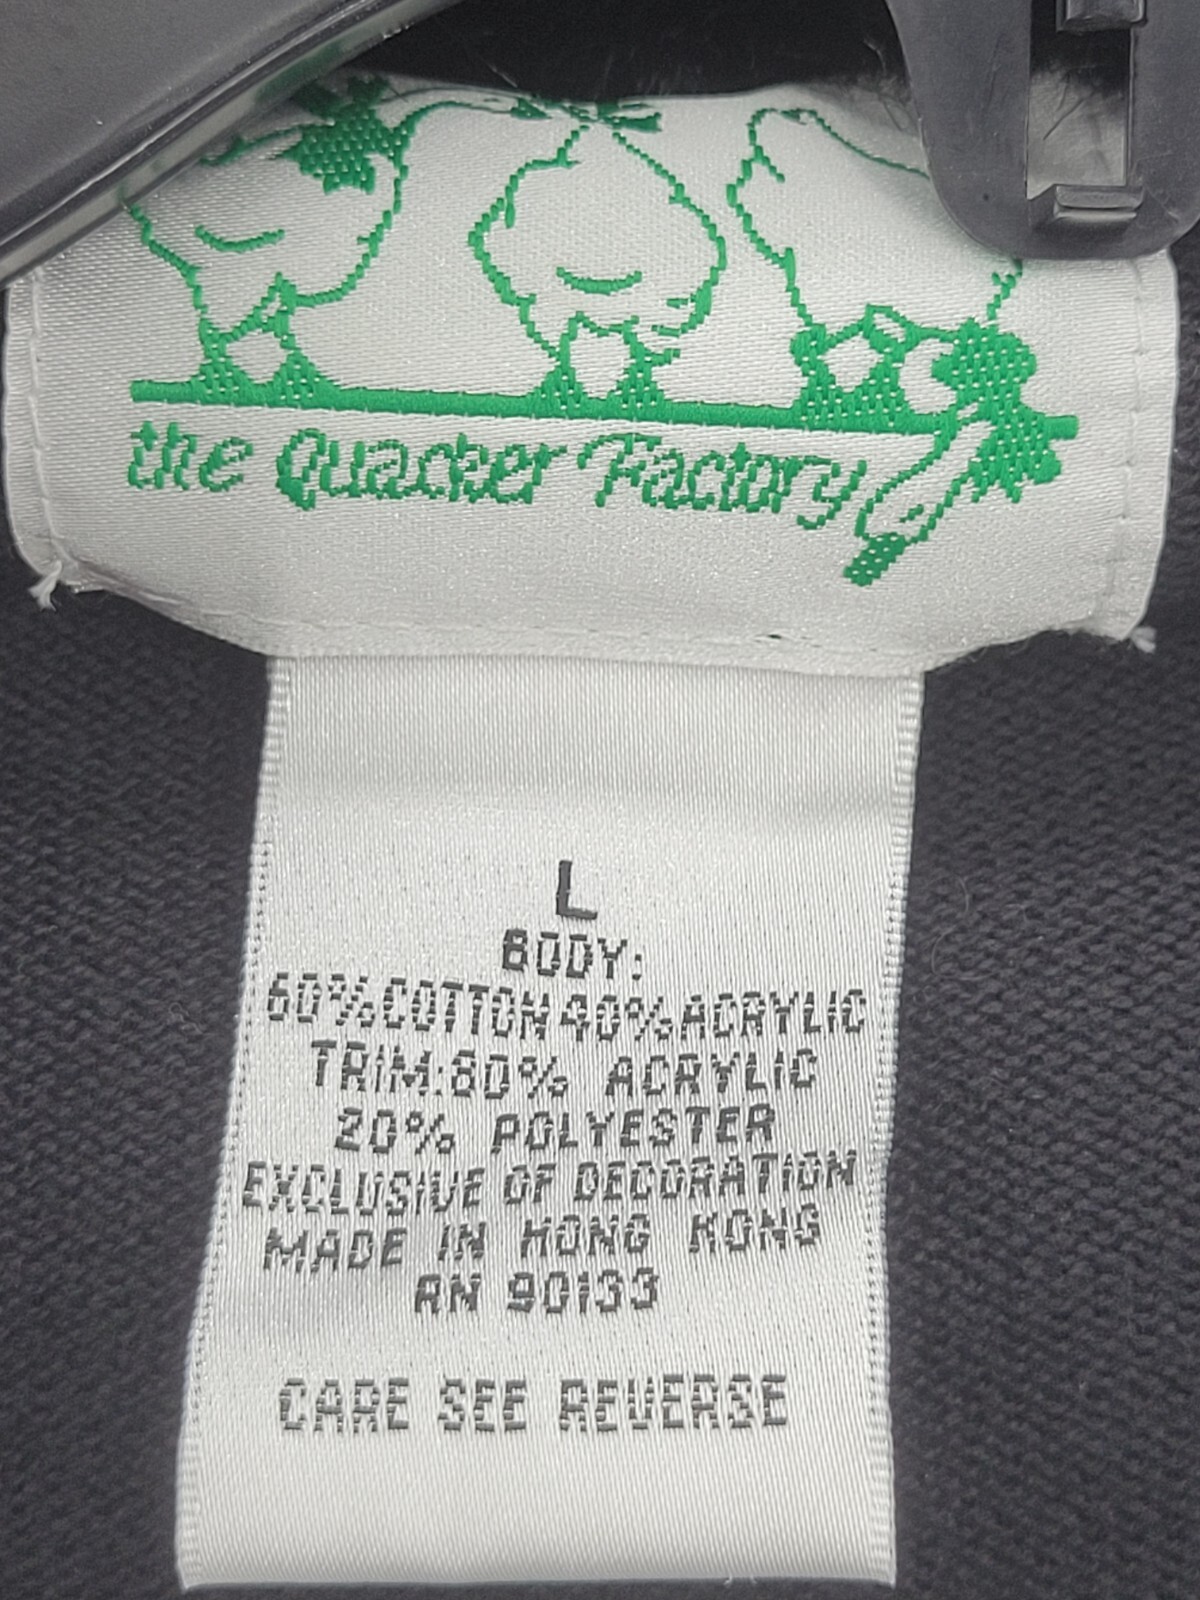 the Quacker Factory
L
BODY:
60%COTTON 40%ACRYLIC
TRIM:80% ACRYLIC
20% POLYESTER
EXCLUSIVE OF DECORATION
MADE IN HONG KONG
RN 90133
CARE SEE REVERSE